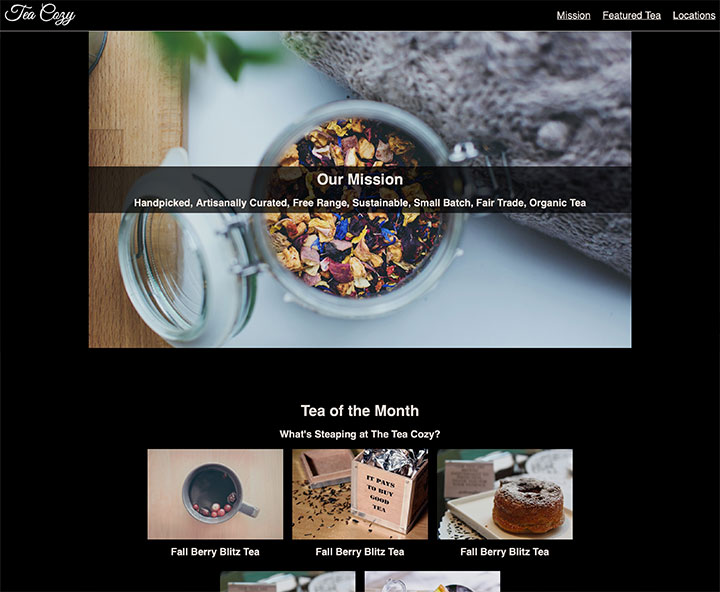 Tea Cozy
Mission Featured Tea Locations
Our Mission
Handpicked, Artisanally Curated, Free Range, Sustainable, Small Batch, Fair Trade, Organic Tea
Tea of the Month
What's Steaping at The Tea Cozy?
IT PAYS
TO BUY
GOOD
TEA
Fall Berry Blitz Tea Fall Berry Blitz Tea Fall Berry Blitz Tea